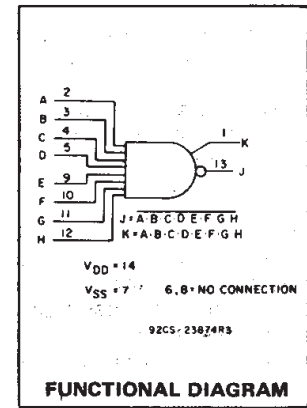 A 2
B 3
C 4
D 5
E 9
F 10
G 11
H 12
1 K
13 J
J=A·B·C·D·E·F·G·H
K=A·B·C·D·E·F·G·H
VDD = 14
VSS = 7 6,8= NO CONNECTION
92CS-23874R3
FUNCTIONAL DIAGRAM